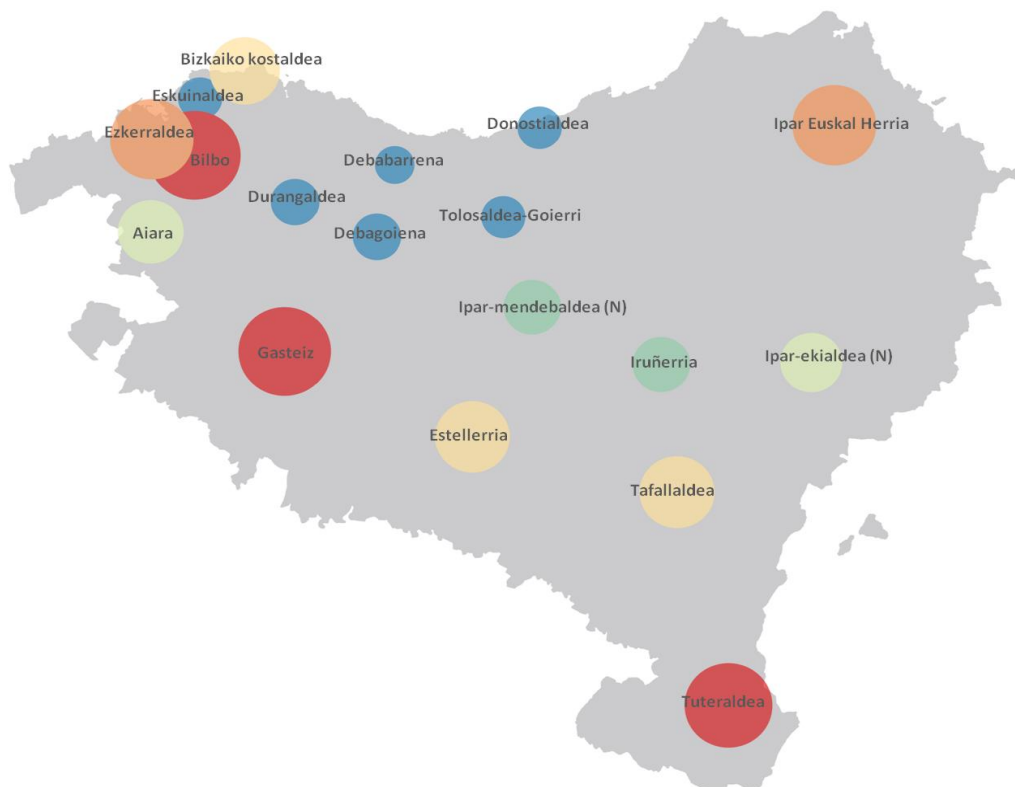 Bizkaiko kostaldea
Eskuinaldea
Ezkerraldea
Donostialdea
Ipar Euskal Herria
Bilbo
Debabarrena
Durangaldea
Tolosaldea-Goierri
Aiara
Debagoiena
Ipar-mendebaldea (N)
Gasteiz
Iruñerria
Ipar-ekialdea (N)
Estellerria
Tafallaldea
Tuteraldea